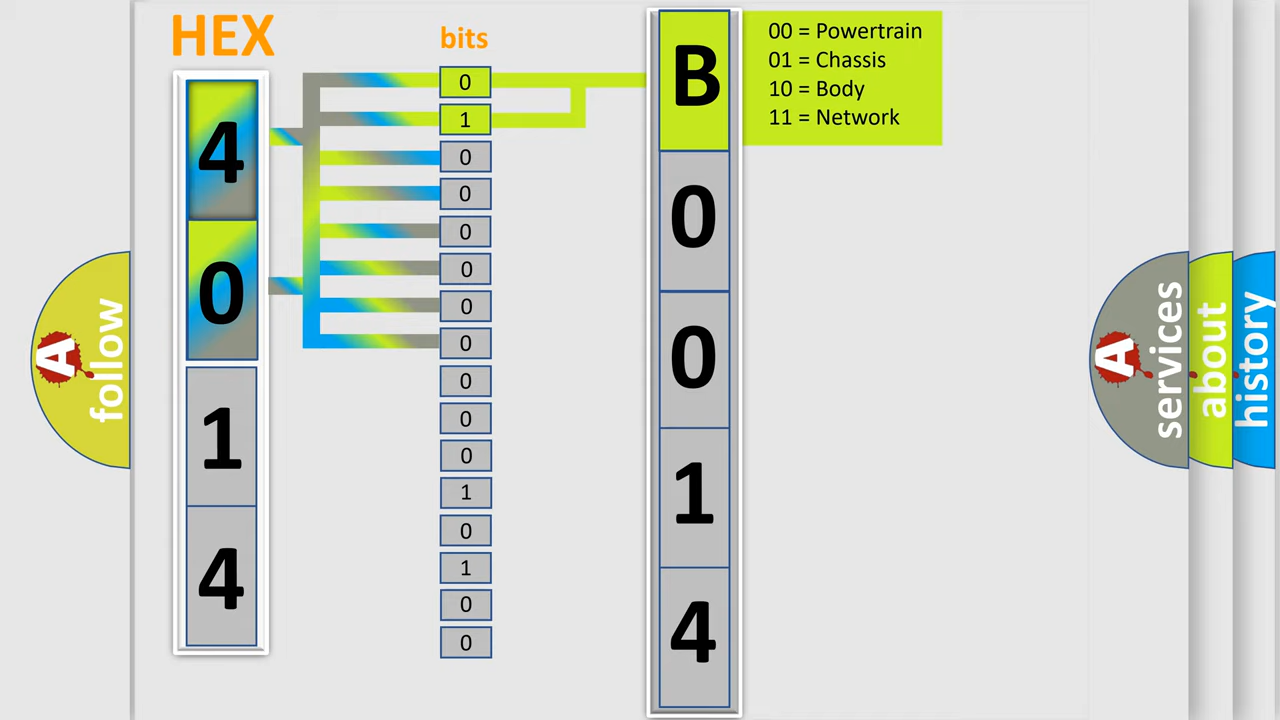 HEX
bits
4
0
1
4
0
1
0
0
0
0
0
0
0
0
0
1
0
1
0
0
B
0
0
1
4
00 = Powertrain
01 = Chassis
10 = Body
11 = Network
A
follow
A
services
about
history